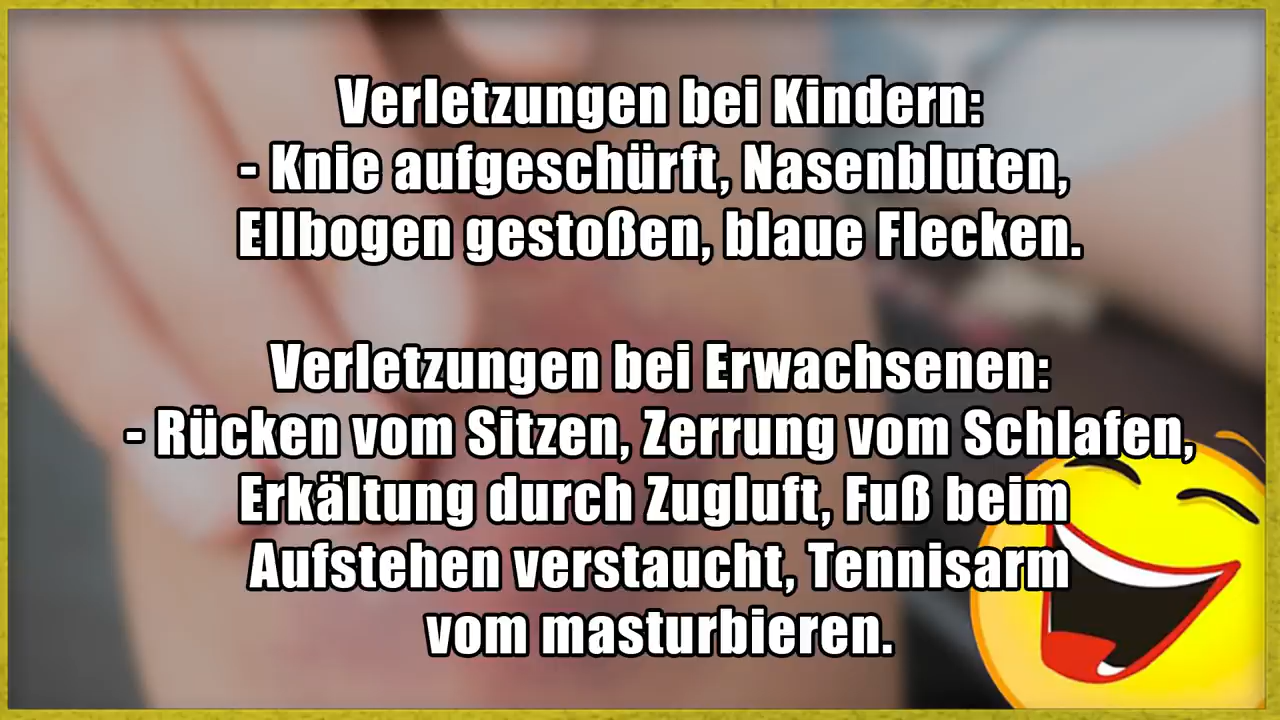 Verletzungen bei Kindern:
- Knie aufgeschürft, Nasenbluten,
Ellbogen gestoßen, blaue Flecken.
Verletzungen bei Erwachsenen:
- Rücken vom Sitzen, Zerrung vom Schlafen,
Erkältung durch Zugluft, Fuß beim
Aufstehen verstaucht, Tennisarm
vom masturbieren.